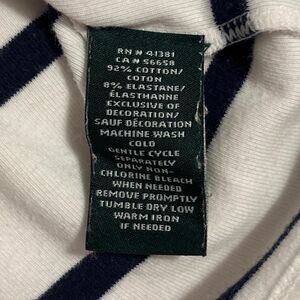 RN # 41381
CA # 56658
92% COTTON/
COTON
8% ELASTANE/
ÉLASTHANNE
EXCLUSIVE OF
DECORATION/
SAUF DÉCORATION
MACHINE WASH
COLD
GENTLE CYCLE
SEPARATELY
ONLY NON-
CHLORINE BLEACH
WHEN NEEDED
REMOVE PROMPTLY
TUMBLE DRY LOW
WARM IRON
IF NEEDED